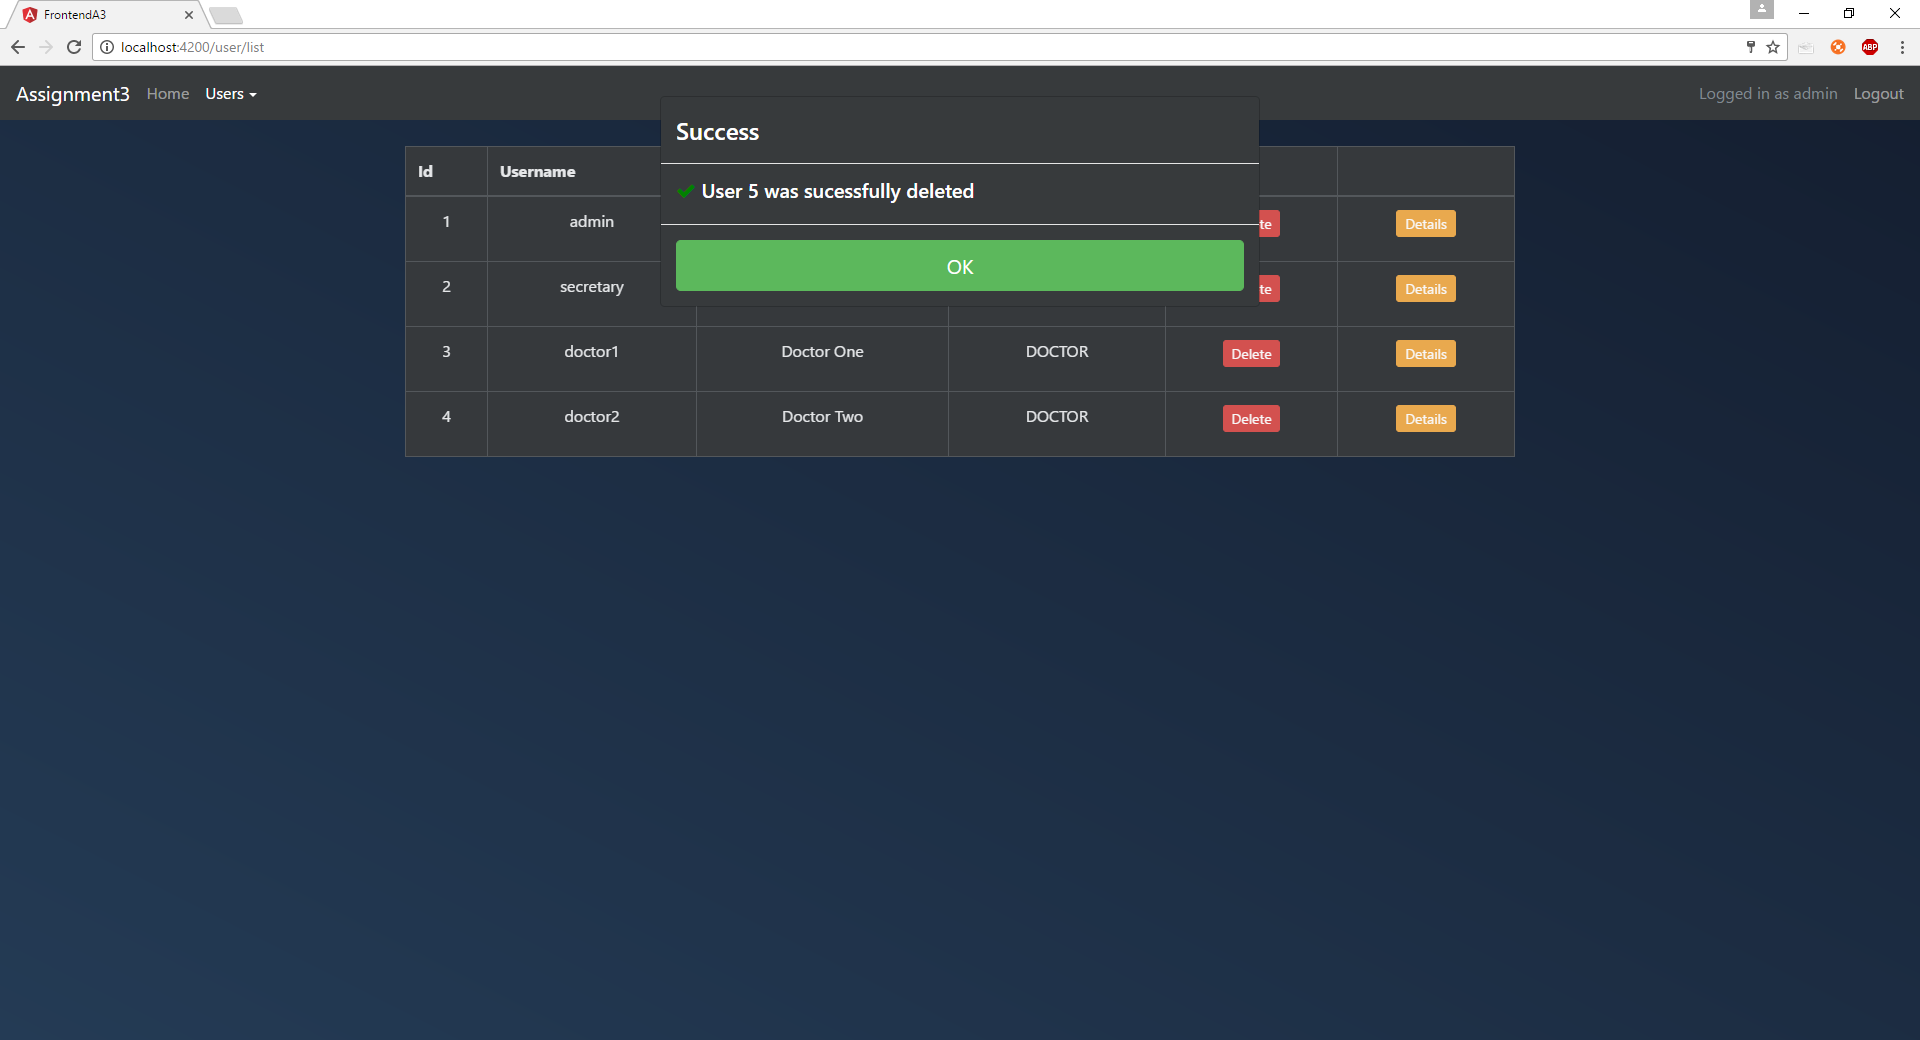 FrontendA3
localhost:4200/user/list
ABP
Assignment3 Home Users Logged in as admin Logout
Success
User 5 was sucessfully deleted
OK
Id Username
1 admin Details
2 secretary Details
3 doctor1 Doctor One DOCTOR Delete Details
4 doctor2 Doctor Two DOCTOR Delete Details